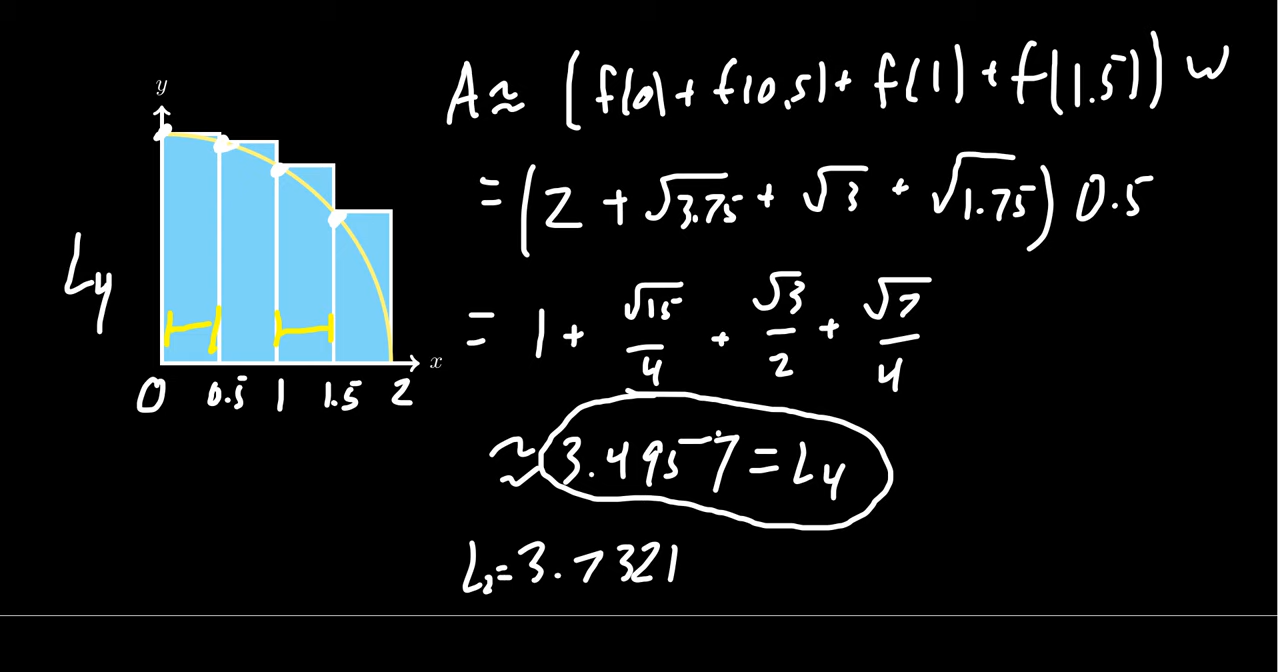 y
A ≈ (f(0) + f(0.5) + f(1) + f(1.5)) w
= (2 + √3.75 + √3 + √1.75) 0.5
L4
= 1 + √15/4 + √3/2 + √7/4
x
0 0.5 1 1.5 2
≈ 3.4957 = L4
L2 = 3.7321